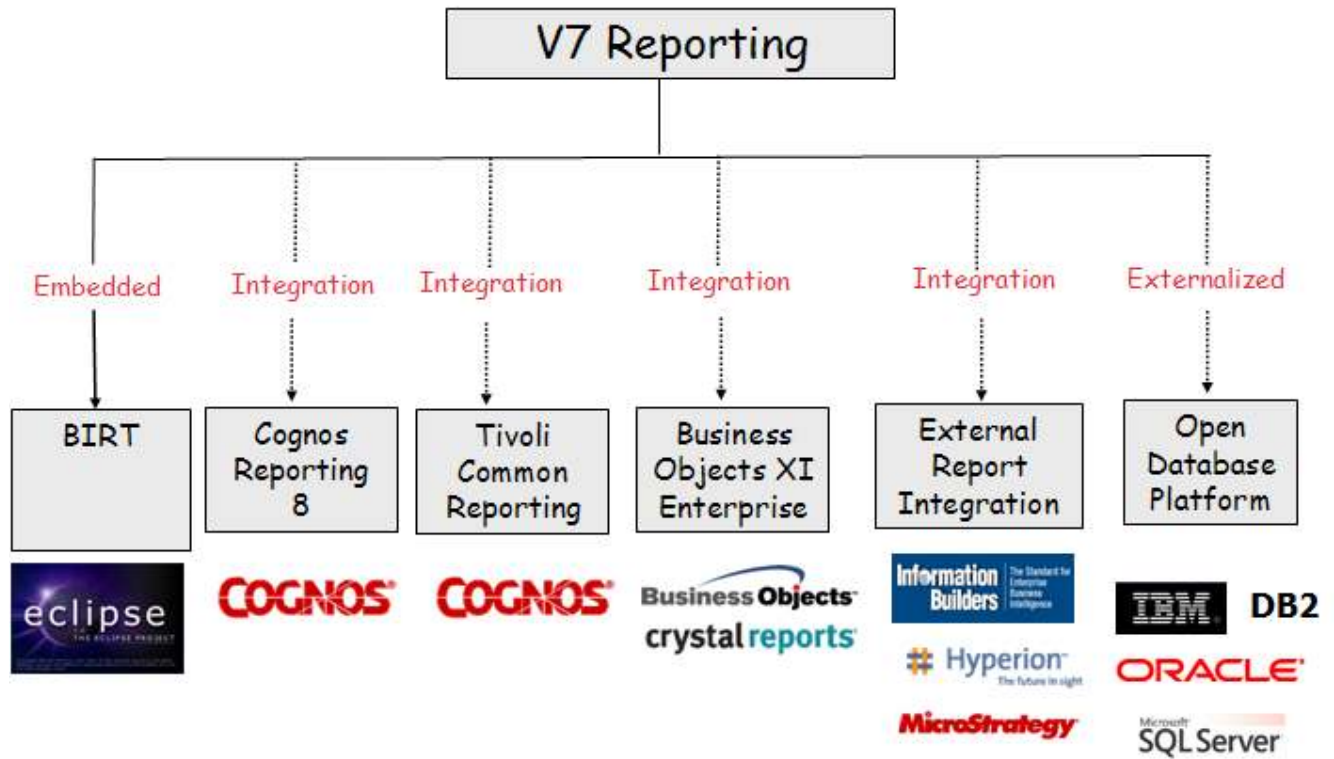 V7 Reporting
Embedded
Integration
Integration
Integration
Integration
Externalized
BIRT
Cognos
Reporting
8
Tivoli
Common
Reporting
Business
Objects XI
Enterprise
External
Report
Integration
Open
Database
Platform
eclipse
THE ECLIPSE PROJECT
COGNOS®
COGNOS®
Business Objects™
crystal reports®
Information
Builders
The Standard for
Enterprise
Business
Intelligence
Hyperion™
The future in sight
MicroStrategy
IBM®
DB2
ORACLE®
Microsoft®
SQL Server